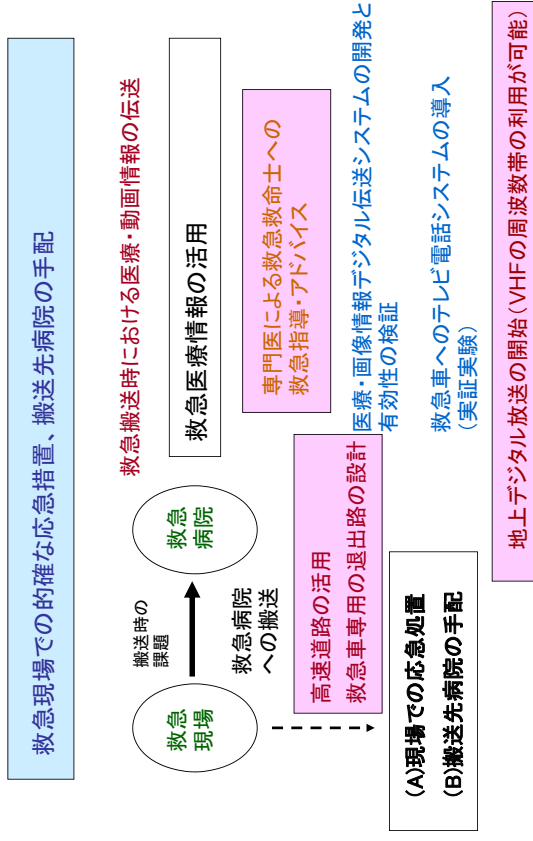 救急現場での的確な応急措置、搬送先病院の手配
救急搬送時における医療・動画情報の伝送
搬送時の
課題
救急
現場
救急
病院
救急医療情報の活用
救急病院
への搬送
専門医による救急救命士への
救急指導・アドバイス
高速道路の活用
救急車専用の退出路の設計
医療・画像情報デジタル伝送システムの開発と
有効性の検証
(A)現場での応急処置
(B)搬送先病院の手配
救急車へのテレビ電話システムの導入
（実証実験）
地上デジタル放送の開始（VHFの周波数帯の利用が可能）